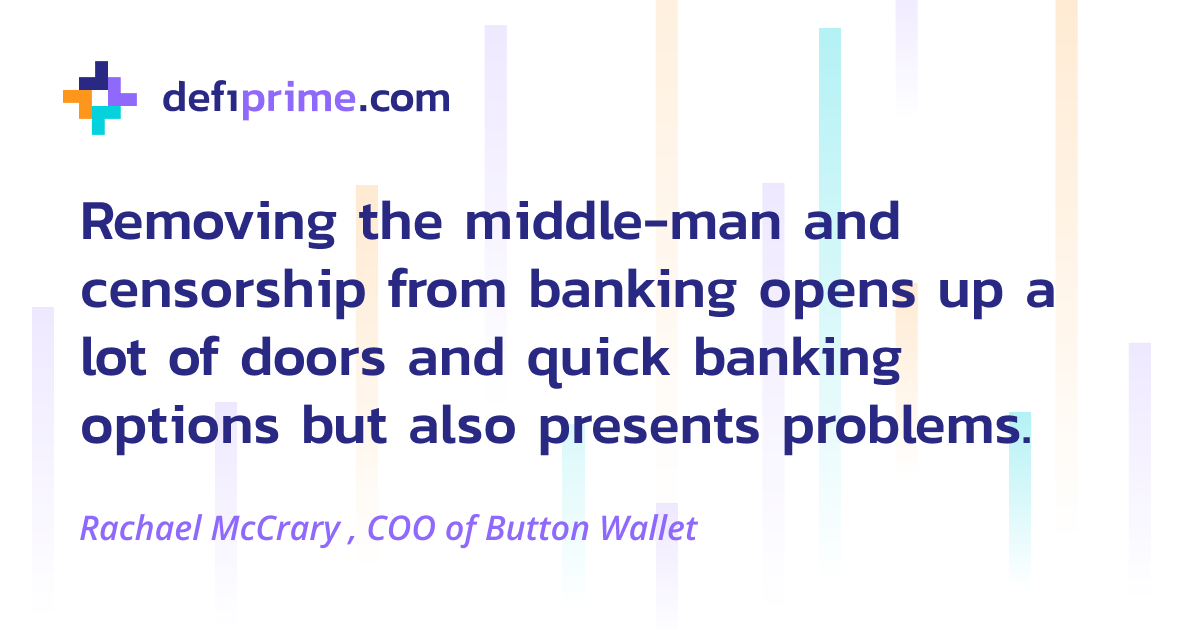 defiprime.com
Removing the middle-man and
censorship from banking opens up a
lot of doors and quick banking
options but also presents problems.
Rachael McCrary , COO of Button Wallet